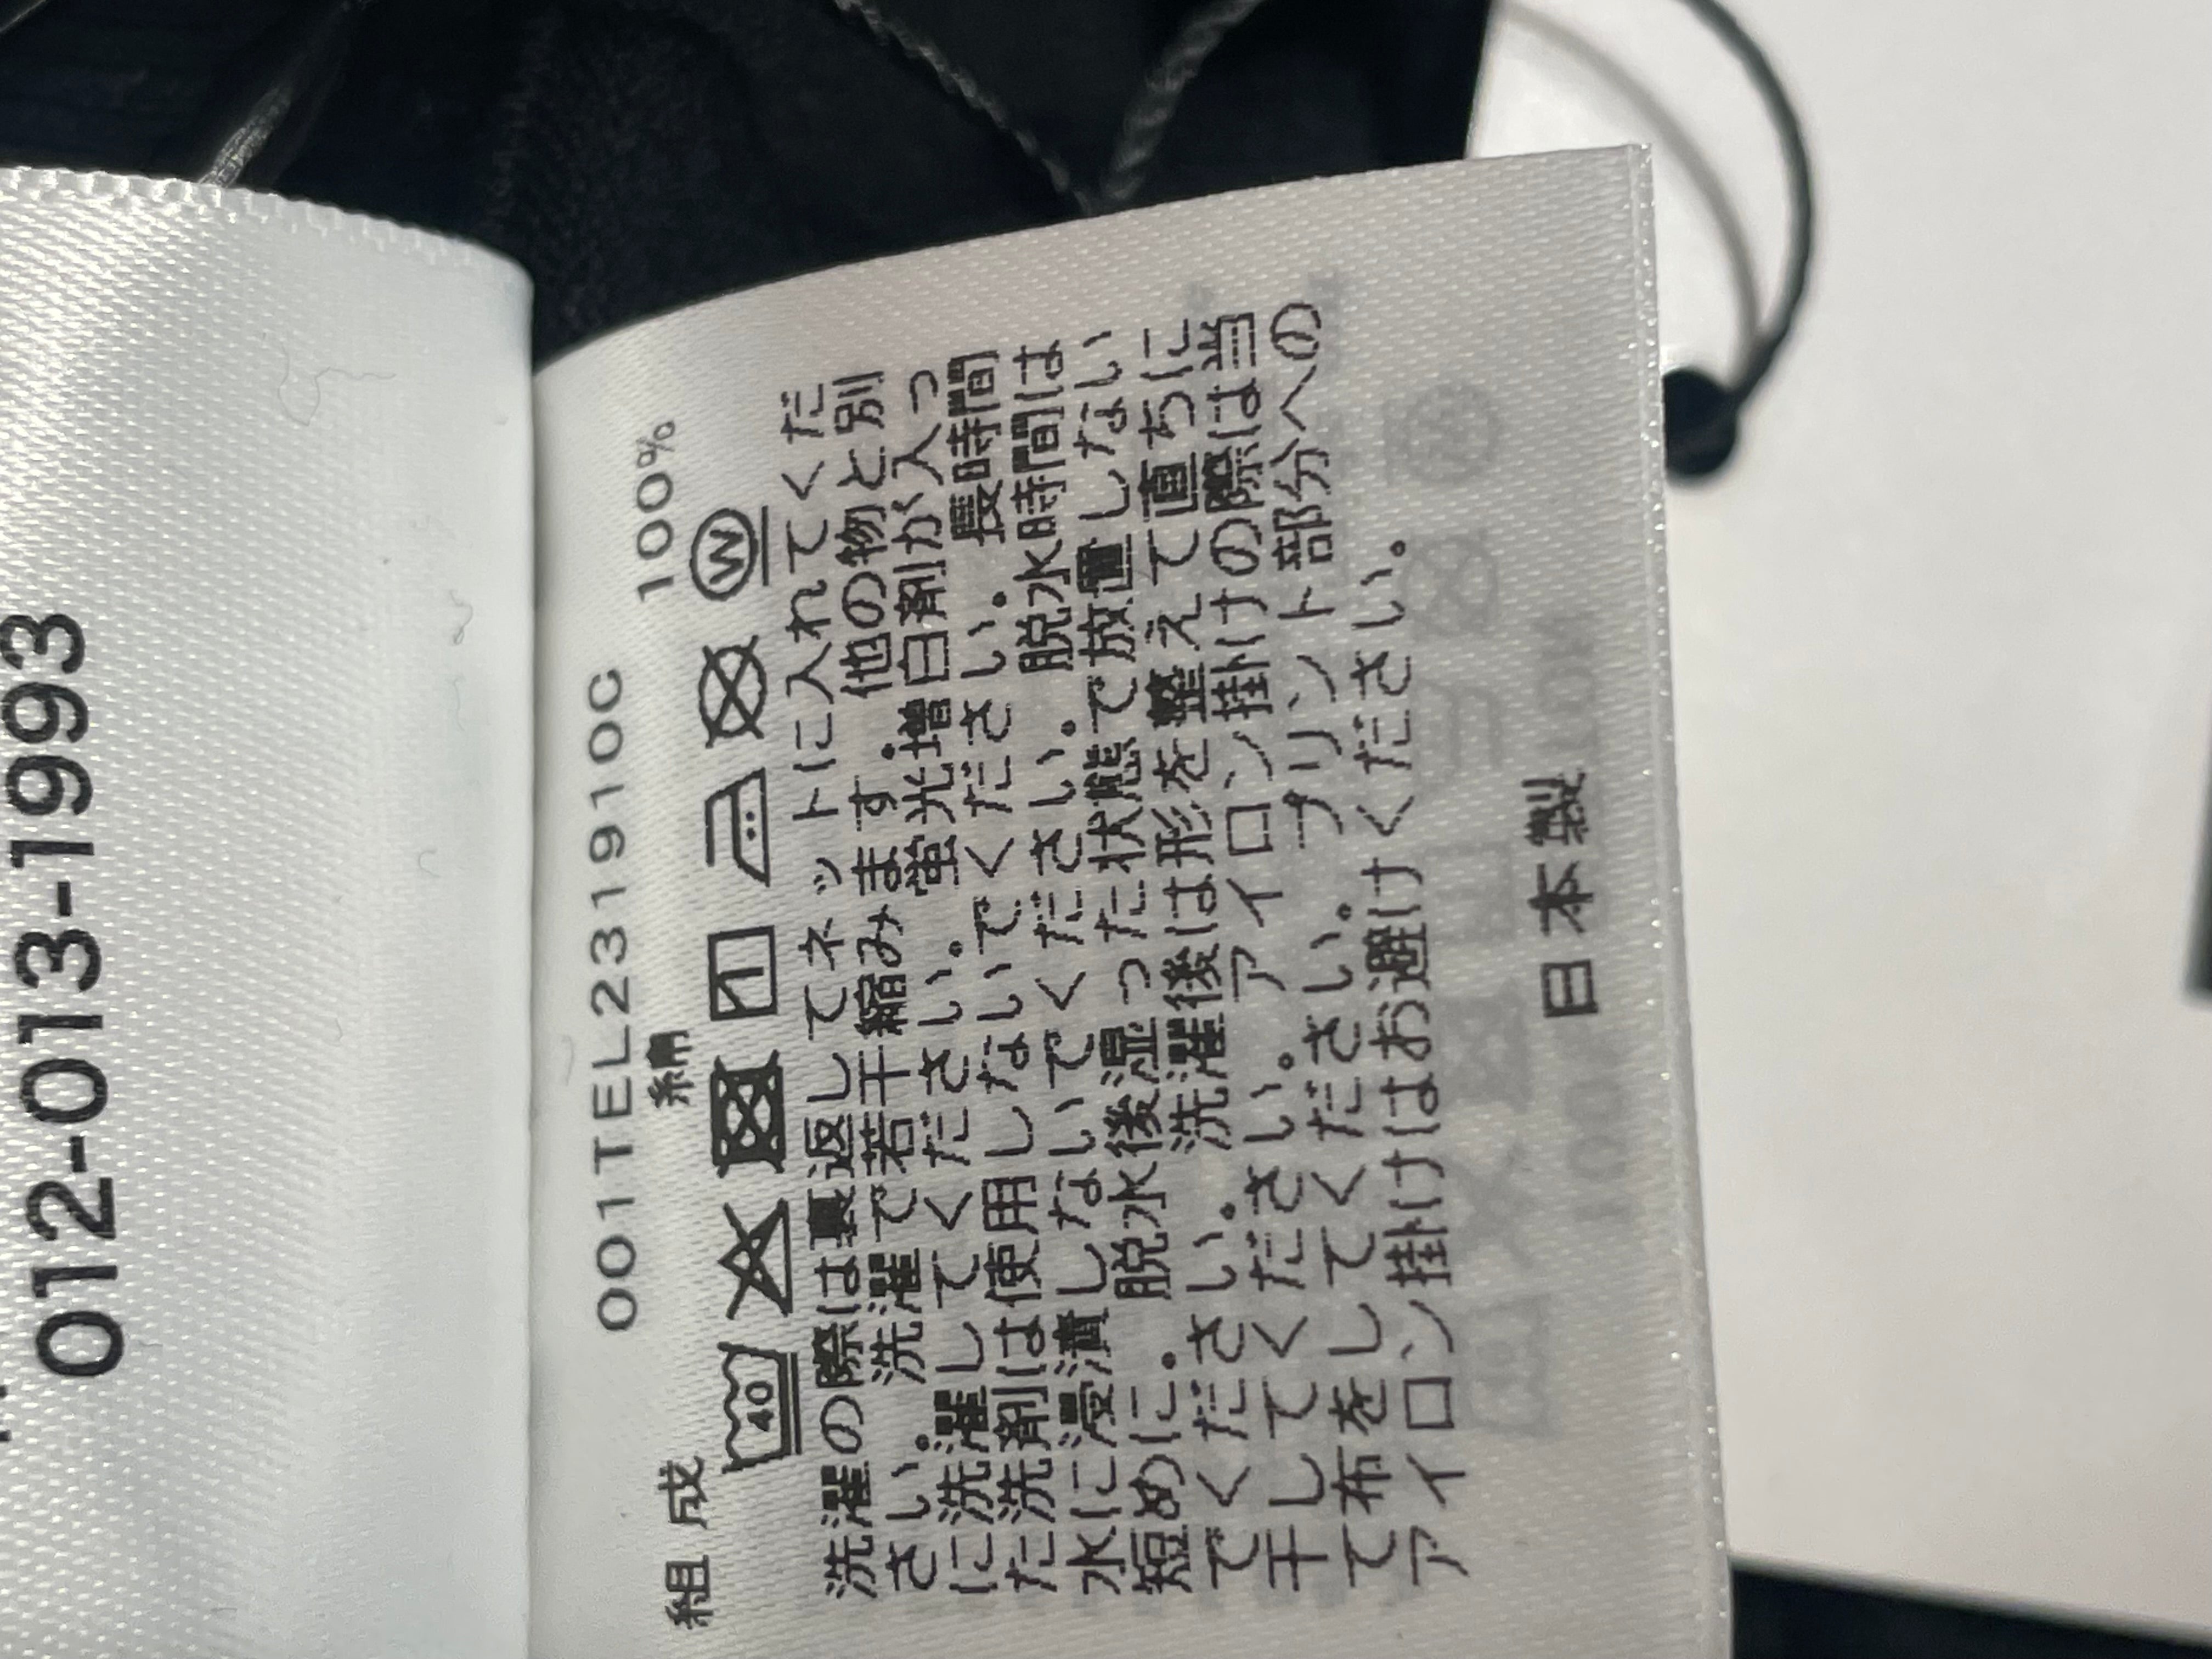 012-013-1993
001TEL231910C
組成 綿 100%
40
W
洗濯の際は裏返してネットに入れてくだ
さい。洗濯で若干縮みます。他の物と別
に洗濯してください。蛍光増白剤が入っ
た洗剤は使用しないでください。長時間
水に浸漬しないでください。脱水時間は
短めに。脱水後湿った状態で放置しない
でください。洗濯後は形を整えて直ちに
干してください。アイロン掛けの際は当
て布をしてください。プリント部分への
アイロン掛けはお避けください。
日本製